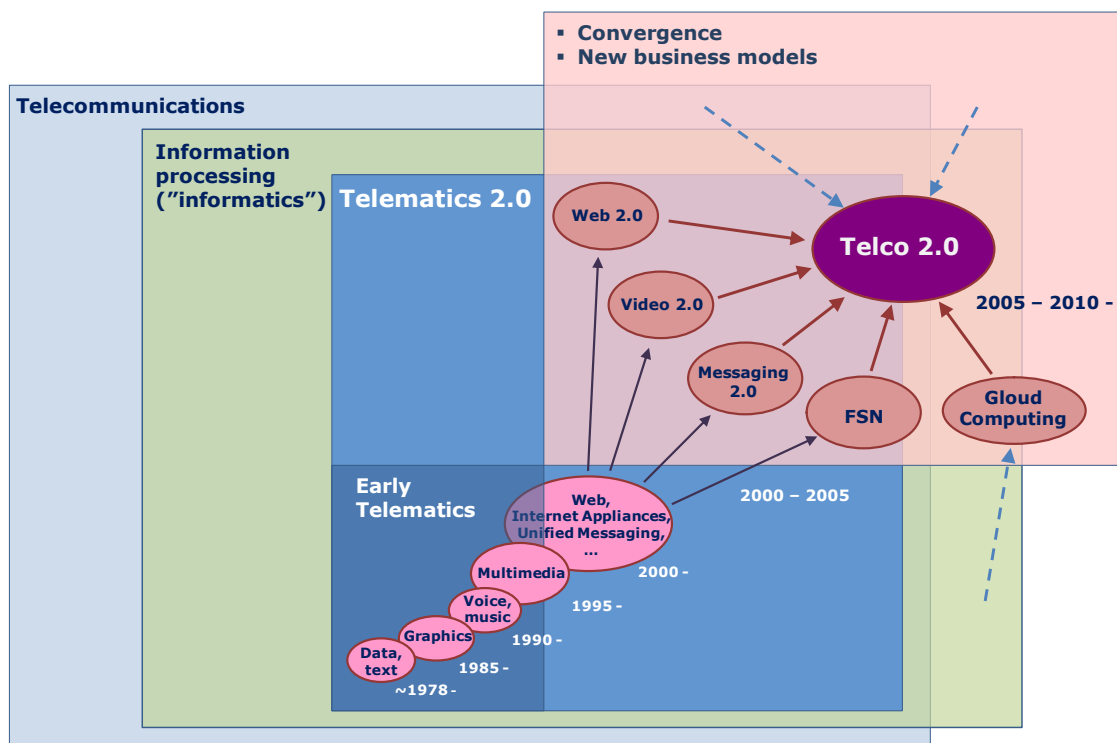 ▪ Convergence
▪ New business models
Telecommunications
Information
processing
(”informatics”)
Telematics 2.0
Web 2.0
Telco 2.0
Video 2.0
2005 – 2010 -
Messaging
2.0
FSN
Gloud
Computing
Early
Telematics
Web,
Internet Appliances,
Unified Messaging,
...
2000 – 2005
2000 -
Multimedia
1995 -
Voice,
music
1990 -
Graphics
1985 -
Data,
text
~1978 -